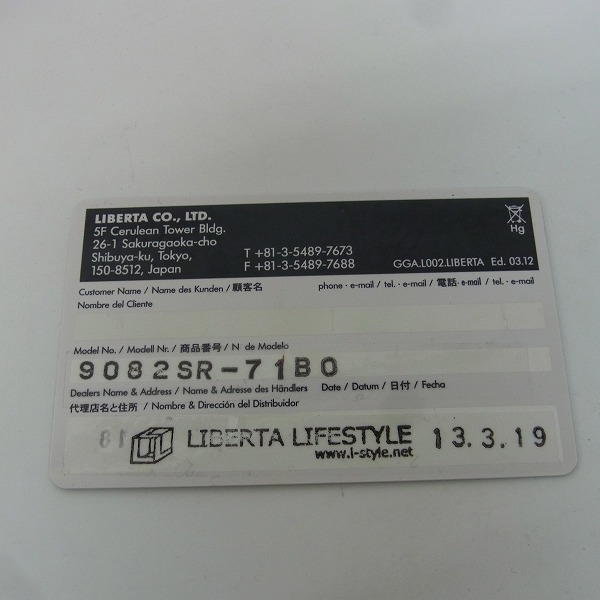 LIBERTA CO., LTD.
5F Cerulean Tower Bldg.
26-1 Sakuragaoka-cho
Shibuya-ku, Tokyo,
150-8512, Japan
T +81-3-5489-7673
F +81-3-5489-7688
Hg
GGA.L002.LIBERTA Ed. 03.12
Customer Name / Name des Kunden / 顧客名
phone · e-mail / tel. · e-mail / 電話·e-mail / tel. · e-mail
Nombre del Cliente
Model No. / Modell Nr. / 商品番号 / N de Modelo
9082SR-71BO
Dealers Name & Address / Name & Adresse des Händlers
Date / Datum / 日付 / Fecha
代理店名と住所 / Nombre & Dirección del Distribuidor
LIBERTA LIFESTYLE
www.l-style.net
13.3.19